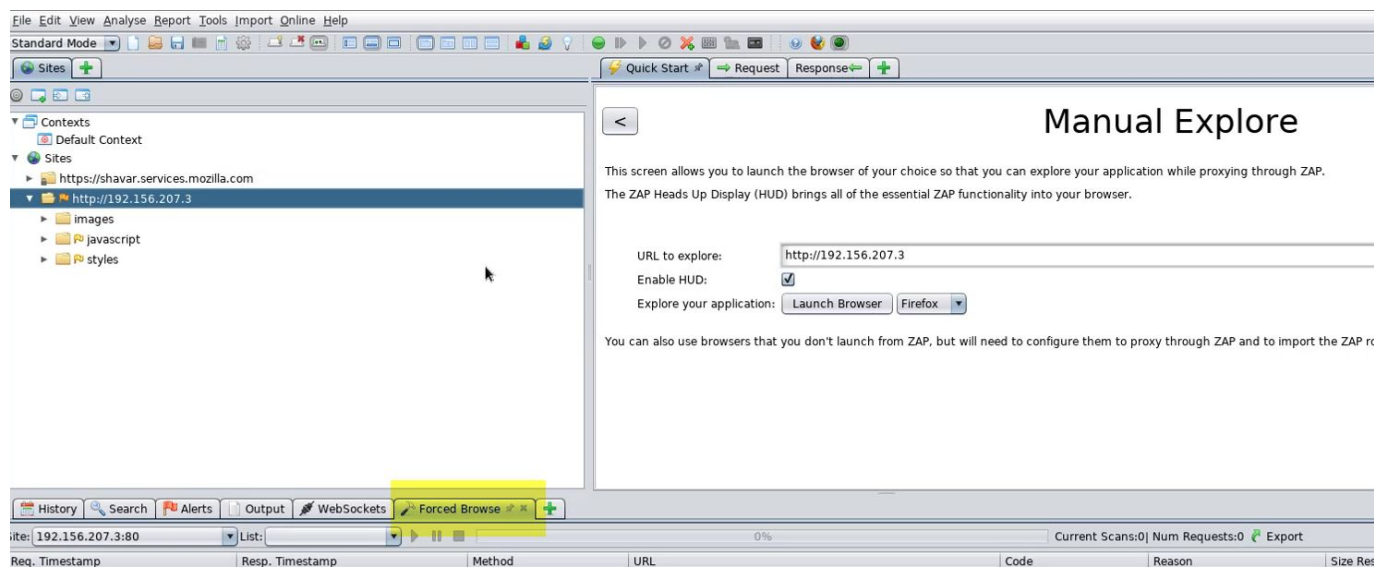 File Edit View Analyse Report Tools Import Online Help
Standard Mode
Sites
Quick Start Request Response
Contexts
Default Context
Sites
https://shavar.services.mozilla.com
http://192.156.207.3
images
javascript
styles
<
Manual Explore
This screen allows you to launch the browser of your choice so that you can explore your application while proxying through ZAP.
The ZAP Heads Up Display (HUD) brings all of the essential ZAP functionality into your browser.
URL to explore: http://192.156.207.3
Enable HUD:
Explore your application: Launch Browser Firefox
You can also use browsers that you don't launch from ZAP, but will need to configure them to proxy through ZAP and to import the ZAP ro
History Search Alerts Output WebSockets Forced Browse
ite: 192.156.207.3:80 List: 0% Current Scans:0| Num Requests:0 Export
Req. Timestamp Resp. Timestamp Method URL Code Reason Size Res